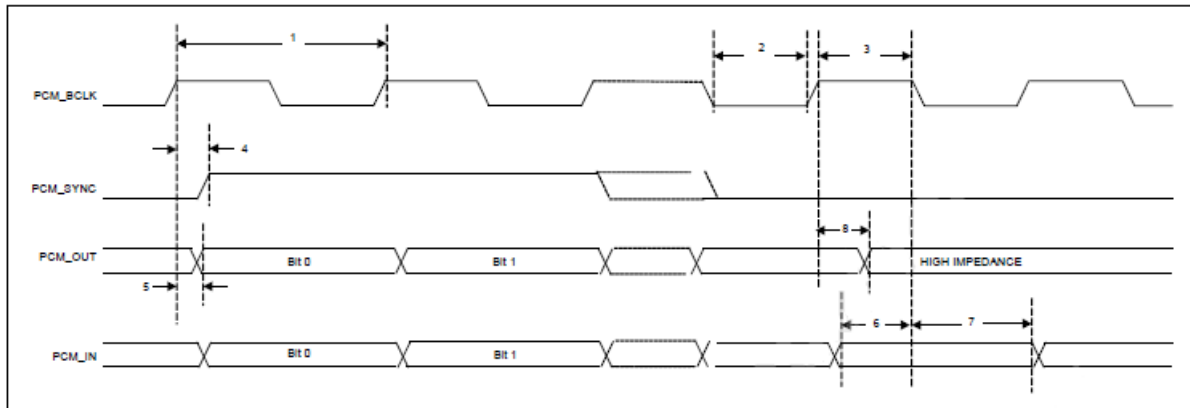 1
2
3
PCM_BCLK
4
PCM_SYNC
8
PCM_OUT
Bit 0
Bit 1
HIGH IMPEDANCE
5
6
7
PCM_IN
Bit 0
Bit 1